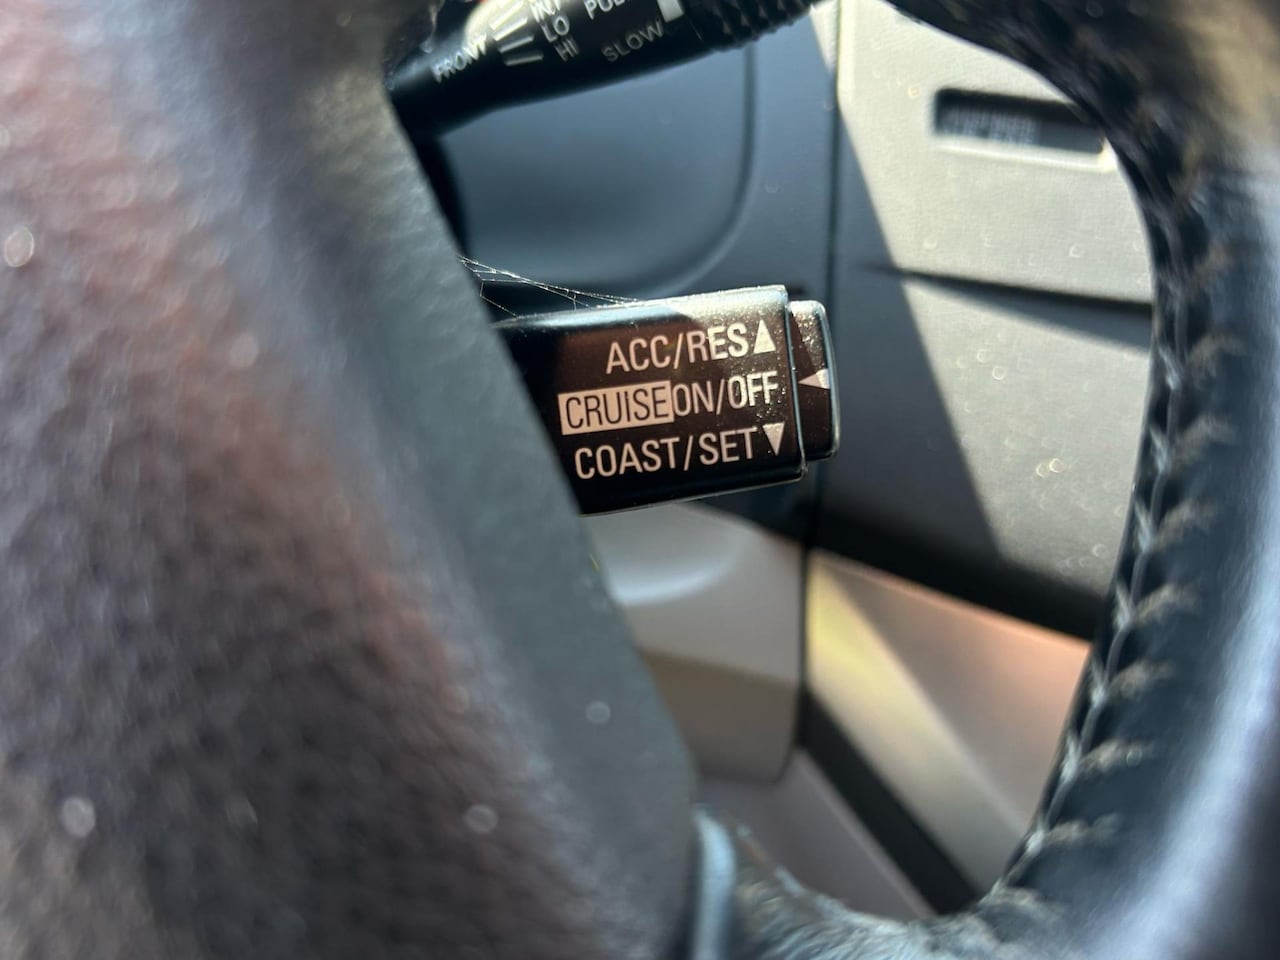 FRONT
LO
HI
SLOW
ACC/RES▲
CRUISE ON/OFF
COAST/SET▼